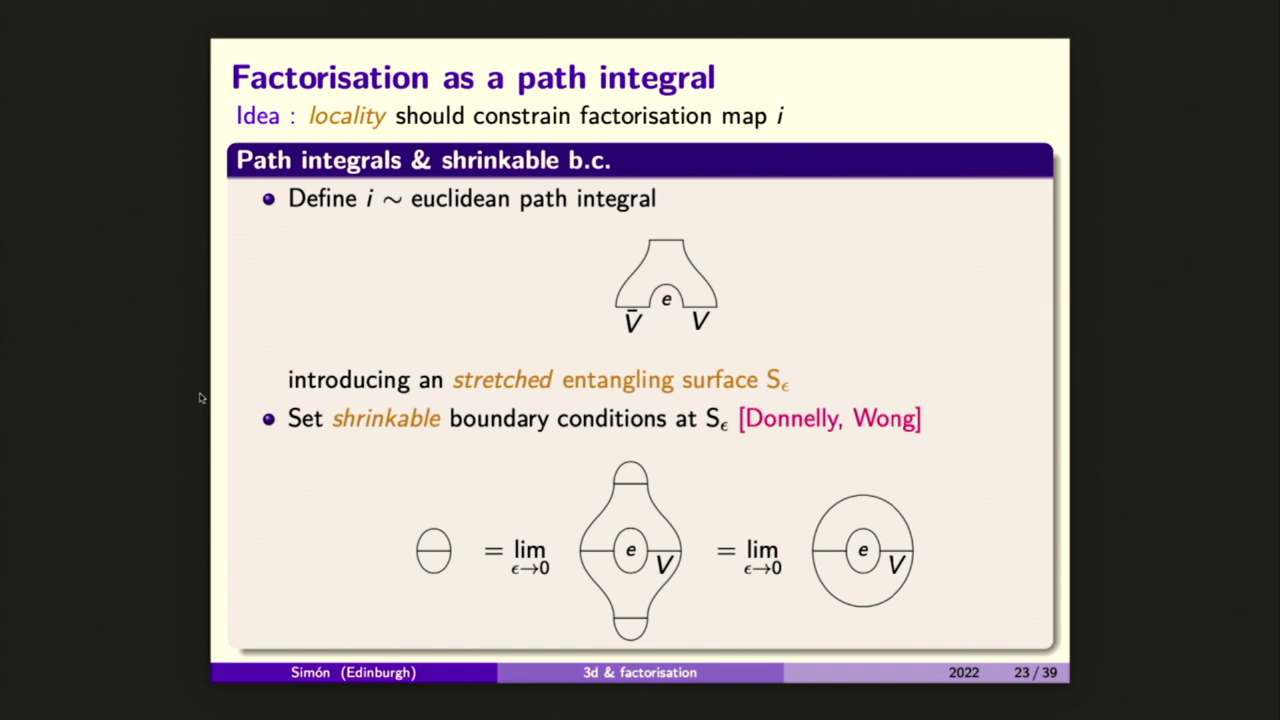 Factorisation as a path integral
Idea : locality should constrain factorisation map i
Path integrals & shrinkable b.c.
Define i ∼ euclidean path integral
e
V̄ V
introducing an stretched entangling surface S_ϵ
Set shrinkable boundary conditions at S_ϵ [Donnelly, Wong]
= lim_{ϵ→0} e V = lim_{ϵ→0} e V
Simón (Edinburgh) 3d & factorisation 2022 23 / 39